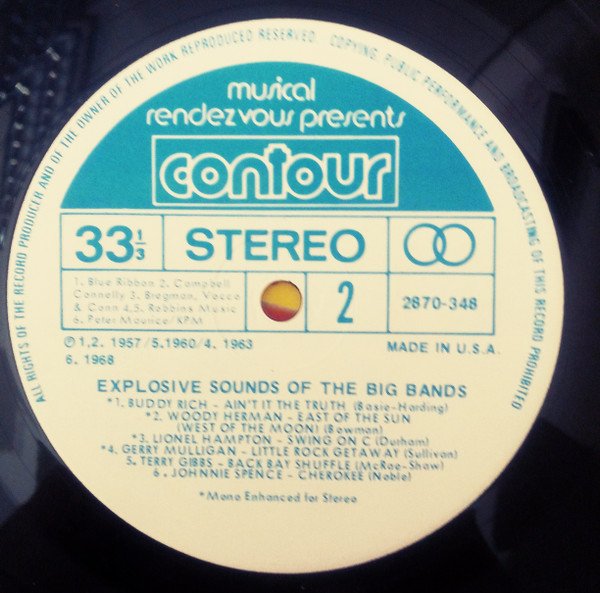 ALL RIGHTS OF THE RECORD PRODUCER AND OF THE OWNER OF THE WORK REPRODUCED RESERVED. COPYING, PUBLIC PERFORMANCE AND BROADCASTING OF THIS RECORD PROHIBITED
musical
rendezvous presents
contour
33 1/3
STEREO
1. Blue Ribbon 2. Campbell
Connelly 3. Bregman, Vocco
& Conn 4,5. Robbins Music
6. Peter Maurice/KPM
2
2870-348
℗1,2. 1957/5.1960/4. 1963
6. 1968
MADE IN U.S.A.
EXPLOSIVE SOUNDS OF THE BIG BANDS
*1. BUDDY RICH - AIN'T IT THE TRUTH (Basie-Harding)
*2. WOODY HERMAN - EAST OF THE SUN
(WEST OF THE MOON) (Bowman)
*3. LIONEL HAMPTON - SWING ON C (Durham)
*4. GERRY MULLIGAN - LITTLE ROCK GETAWAY (Sullivan)
5. TERRY GIBBS - BACK BAY SHUFFLE (McRae-Shaw)
6. JOHNNIE SPENCE - CHEROKEE (Noble)
*Mono Enhanced for Stereo